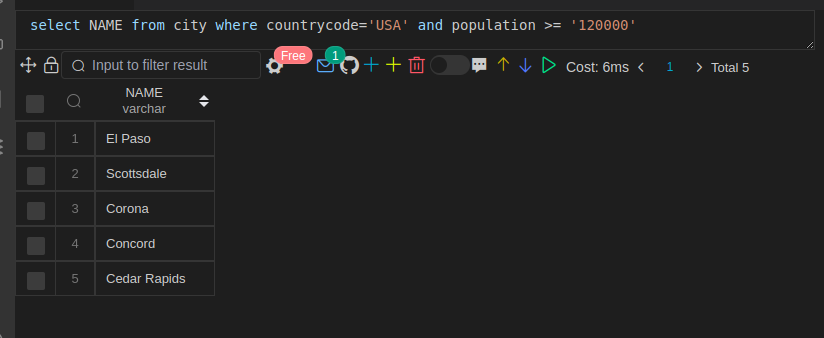 select NAME from city where countrycode='USA' and population >= '120000'
Input to filter result Free 1 Cost: 6ms 1 Total 5
NAME
varchar
1 El Paso
2 Scottsdale
3 Corona
4 Concord
5 Cedar Rapids